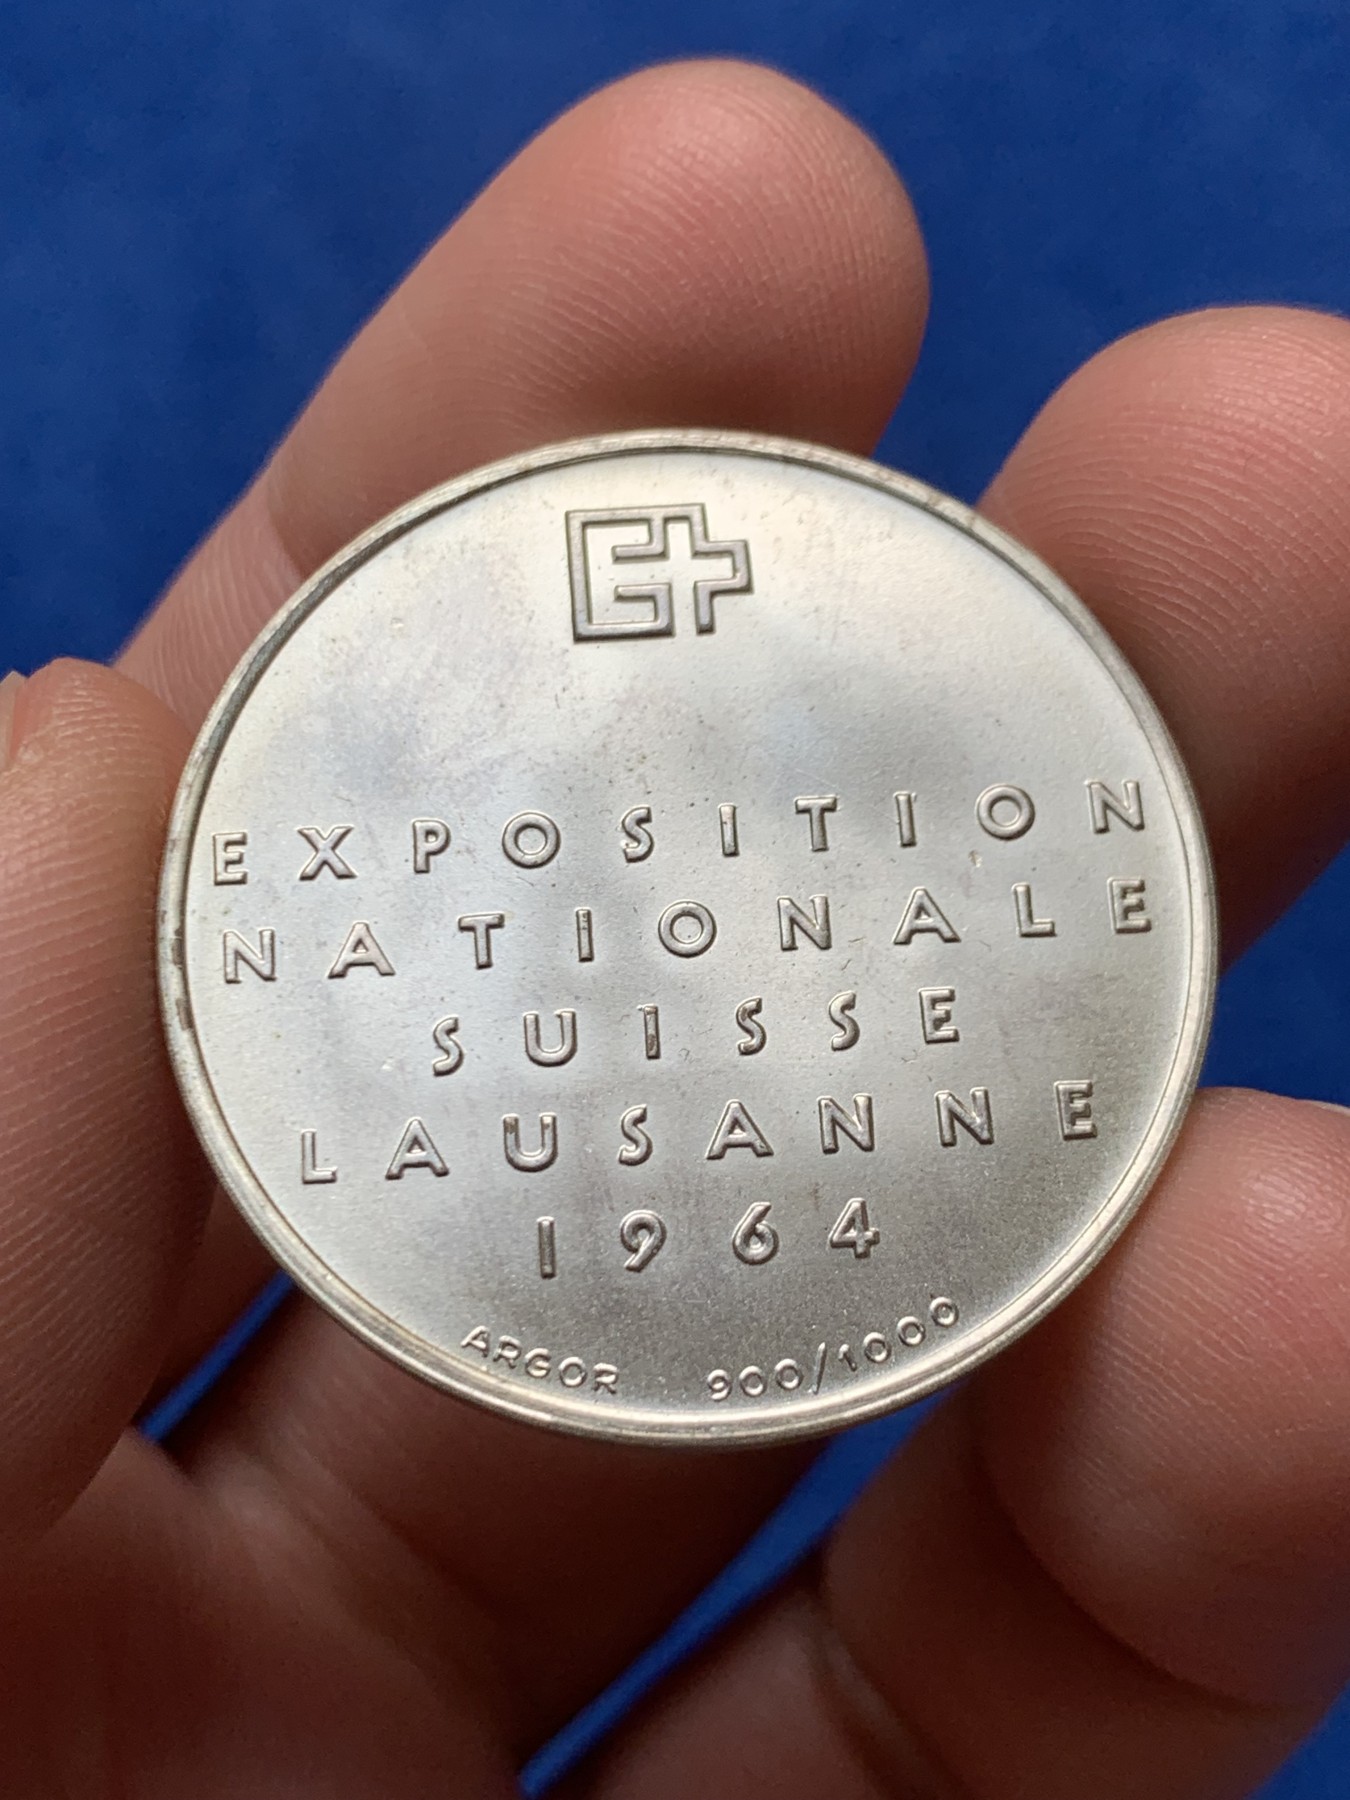 EXPOSITION
NATIONALE
SUISSE
LAUSANNE
1964
ARGOR 900/1000